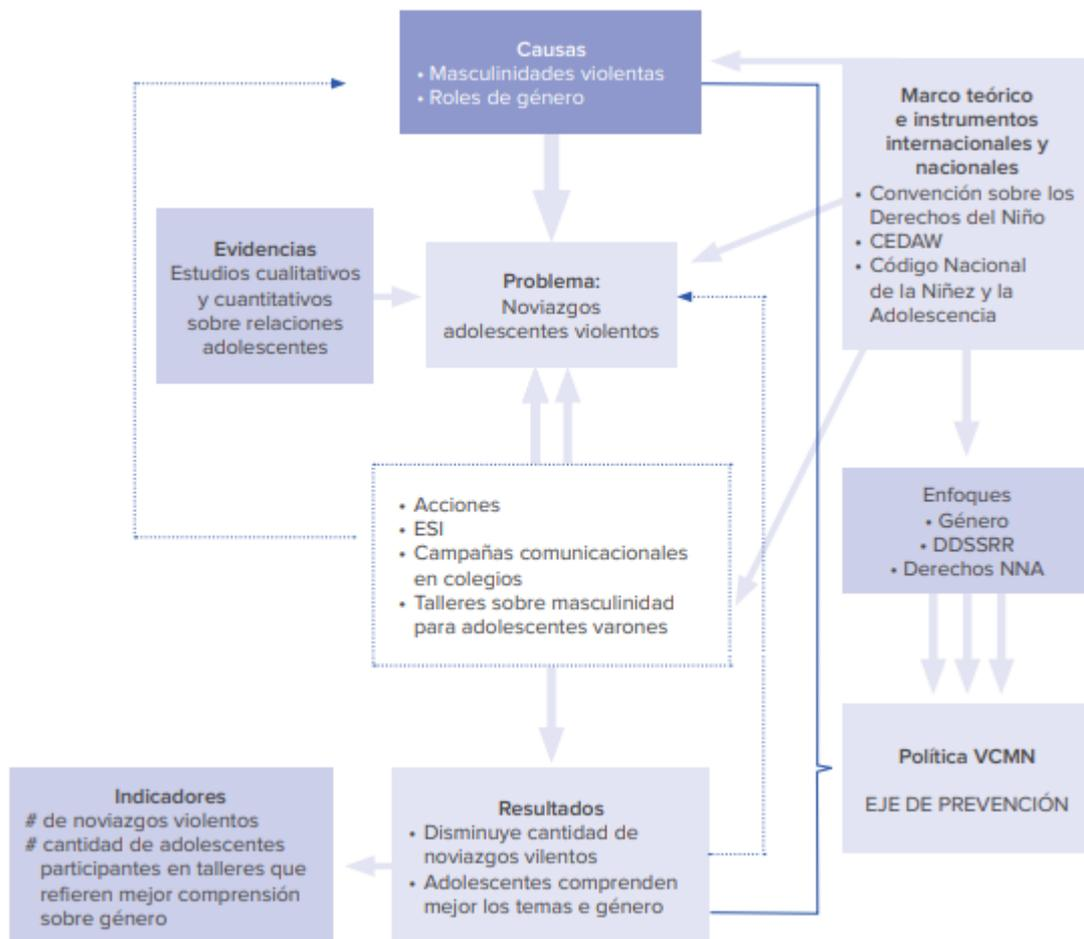 Causas
• Masculinidades violentas
• Roles de género
Marco teórico
e instrumentos
internacionales y
nacionales
• Convención sobre los
Derechos del Niño
• CEDAW
• Código Nacional
de la Niñez y la
Adolescencia
Evidencias
Estudios cualitativos
y cuantitativos
sobre relaciones
adolescentes
Problema:
Noviazgos
adolescentes violentos
• Acciones
• ESI
• Campañas comunicacionales
en colegios
• Talleres sobre masculinidad
para adolescentes varones
Enfoques
• Género
• DDSSRR
• Derechos NNA
Política VCMN
EJE DE PREVENCIÓN
Indicadores
# de noviazgos violentos
# cantidad de adolescentes
participantes en talleres que
refieren mejor comprensión
sobre género
Resultados
• Disminuye cantidad de
noviazgos vilentos
• Adolescentes comprenden
mejor los temas e género